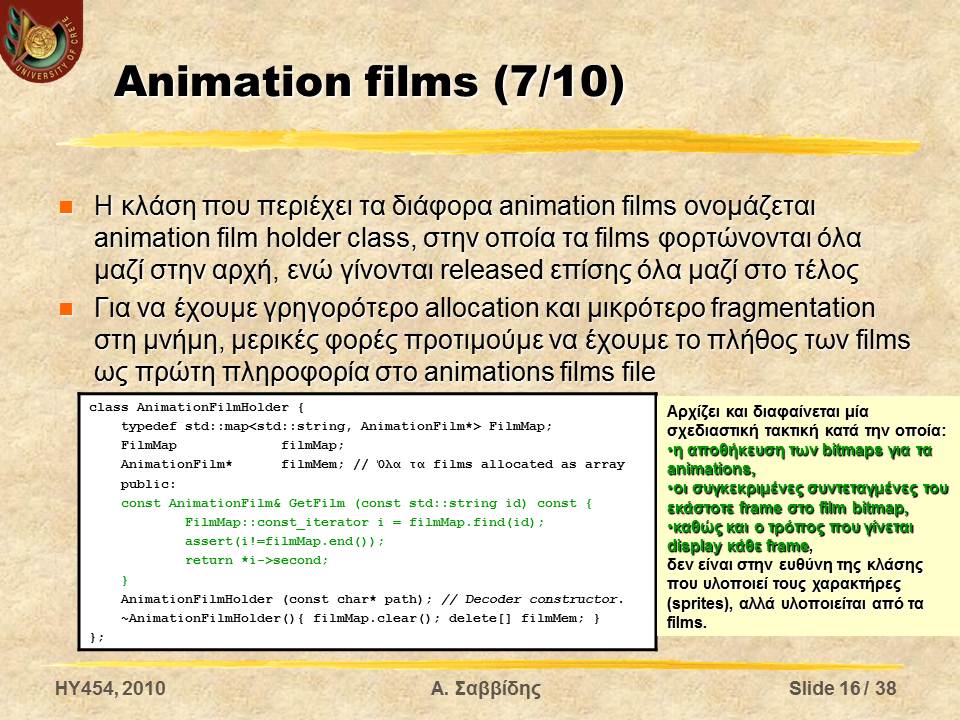 UNIVERSITY OF CRETE
Animation films (7/10)
Η κλάση που περιέχει τα διάφορα animation films ονομάζεται
animation film holder class, στην οποία τα films φορτώνονται όλα
μαζί στην αρχή, ενώ γίνονται released επίσης όλα μαζί στο τέλος
Για να έχουμε γρηγορότερο allocation και μικρότερο fragmentation
στη μνήμη, μερικές φορές προτιμούμε να έχουμε το πλήθος των films
ως πρώτη πληροφορία στο animations films file
class AnimationFilmHolder {
typedef std::map<std::string, AnimationFilm*> FilmMap;
FilmMap filmMap;
AnimationFilm* filmMem; // Όλα τα films allocated as array
public:
const AnimationFilm& GetFilm (const std::string id) const {
FilmMap::const_iterator i = filmMap.find(id);
assert(i!=filmMap.end());
return *i->second;
}
AnimationFilmHolder (const char* path); // Decoder constructor.
~AnimationFilmHolder(){ filmMap.clear(); delete[] filmMem; }
};
Αρχίζει και διαφαίνεται μία
σχεδιαστική τακτική κατά την οποία:
•η αποθήκευση των bitmaps για τα
animations,
•οι συγκεκριμένες συντεταγμένες του
εκάστοτε frame στο film bitmap,
•καθώς και ο τρόπος που γίνεται
display κάθε frame,
δεν είναι στην ευθύνη της κλάσης
που υλοποιεί τους χαρακτήρες
(sprites), αλλά υλοποιείται από τα
films.
HY454, 2010
Α. Σαββίδης
Slide 16 / 38